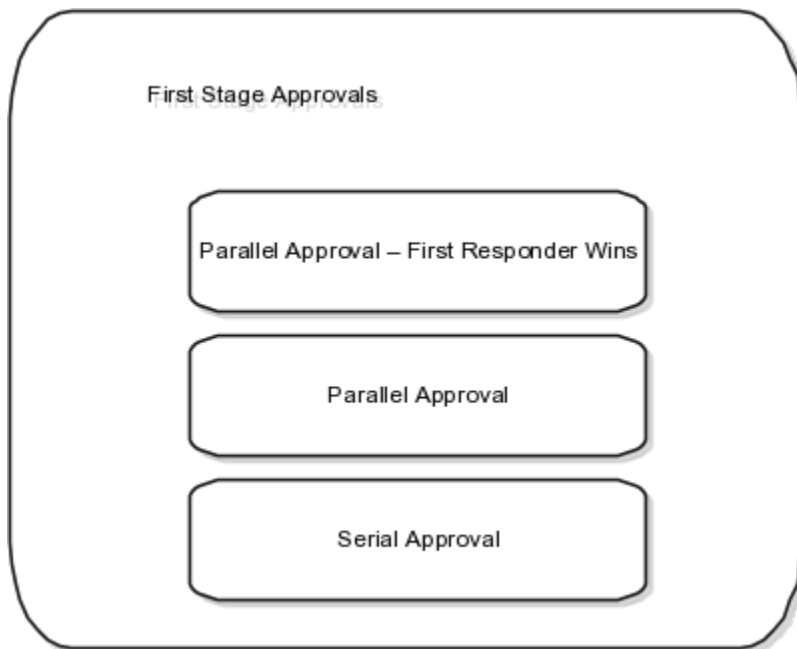 First Stage Approvals
Parallel Approval – First Responder Wins
Parallel Approval
Serial Approval